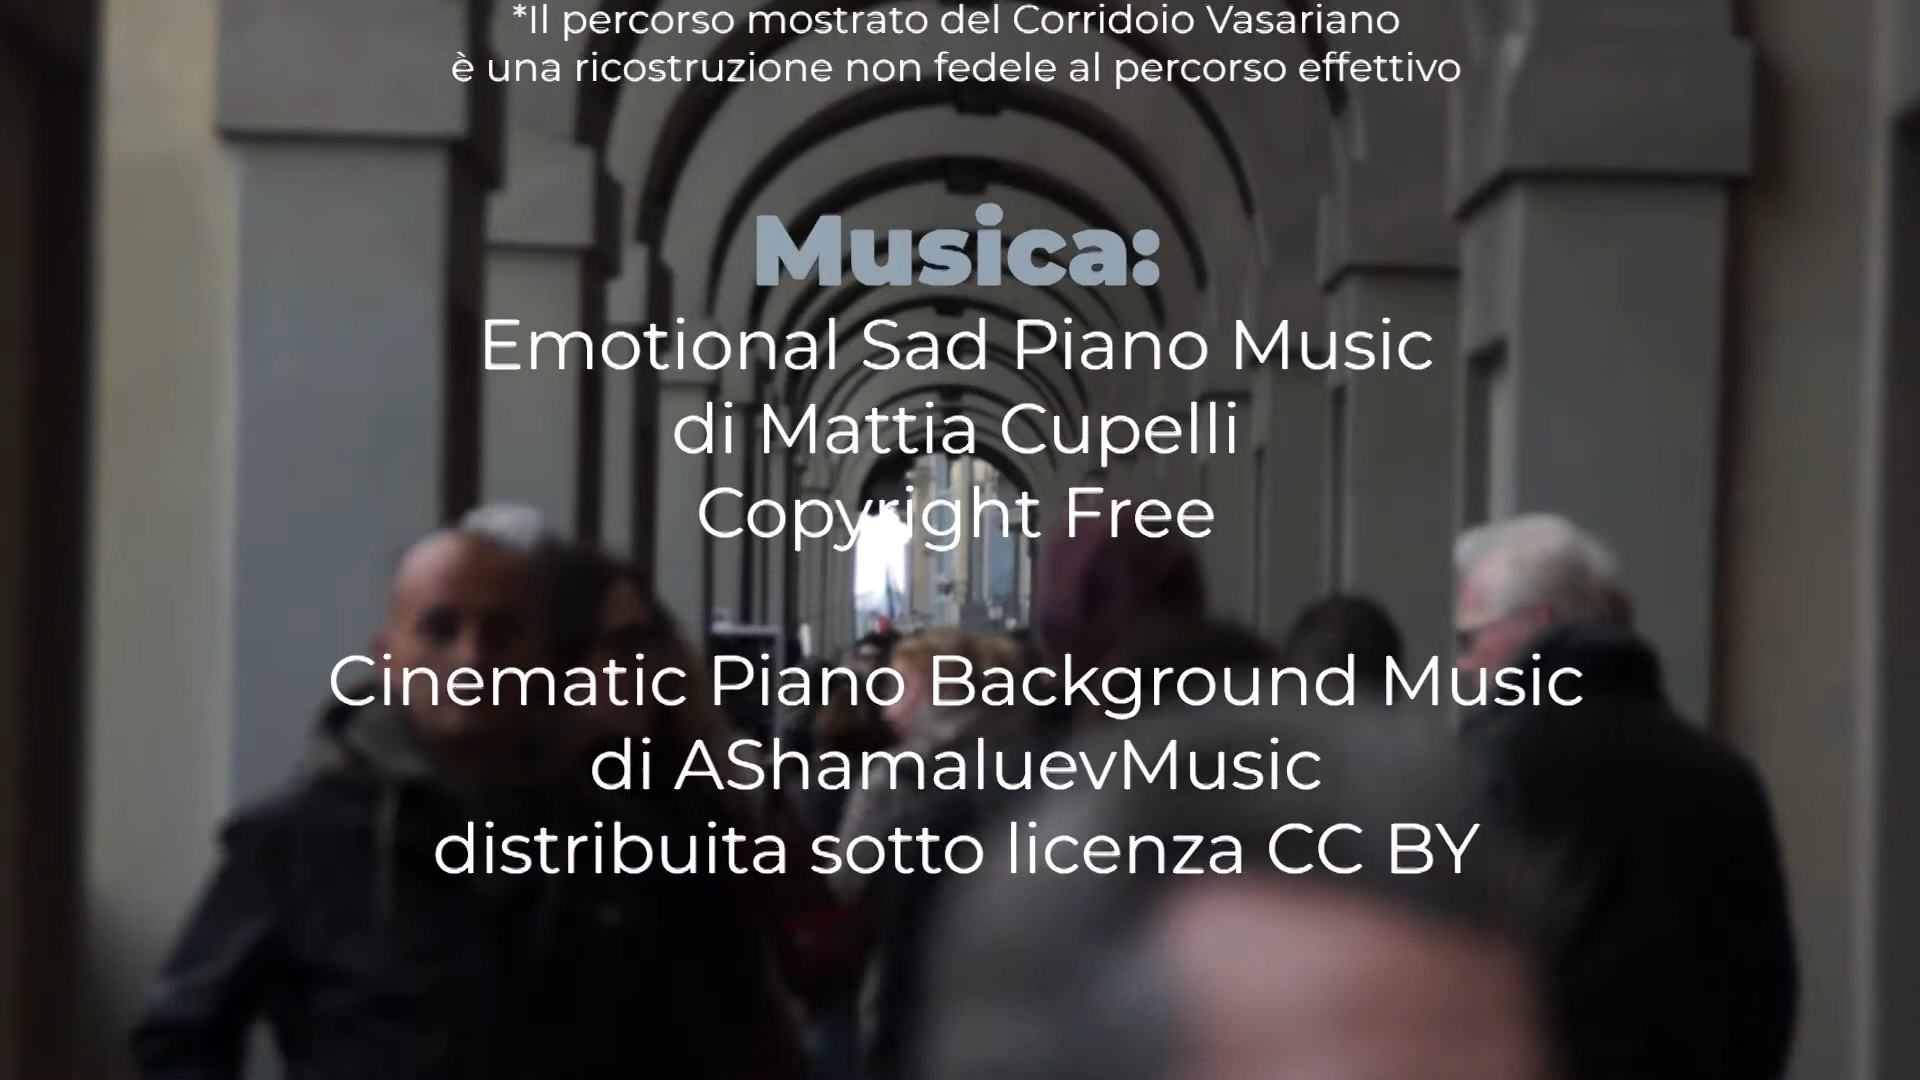 *Il percorso mostrato del Corridoio Vasariano
è una ricostruzione non fedele al percorso effettivo
Musica:
Emotional Sad Piano Music
di Mattia Cupelli
Copyright Free
Cinematic Piano Background Music
di AShamaluevMusic
distribuita sotto licenza CC BY